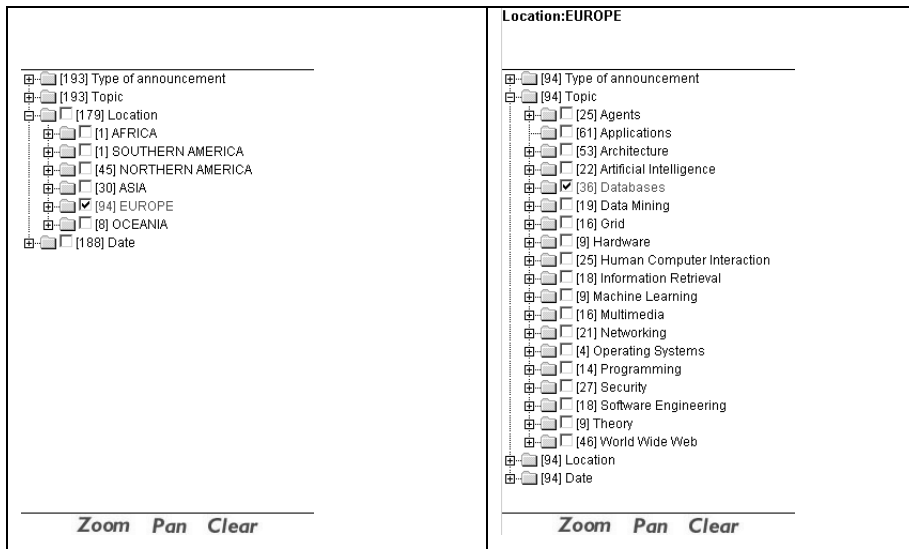 [193] Type of announcement
[193] Topic
[179] Location
[1] AFRICA
[1] SOUTHERN AMERICA
[45] NORTHERN AMERICA
[30] ASIA
[94] EUROPE
[8] OCEANIA
[188] Date
Zoom Pan Clear
Location:EUROPE
[94] Type of announcement
[94] Topic
[25] Agents
[61] Applications
[53] Architecture
[22] Artificial Intelligence
[36] Databases
[19] Data Mining
[16] Grid
[9] Hardware
[25] Human Computer Interaction
[18] Information Retrieval
[9] Machine Learning
[16] Multimedia
[21] Networking
[4] Operating Systems
[14] Programming
[27] Security
[18] Software Engineering
[9] Theory
[46] World Wide Web
[94] Location
[94] Date
Zoom Pan Clear